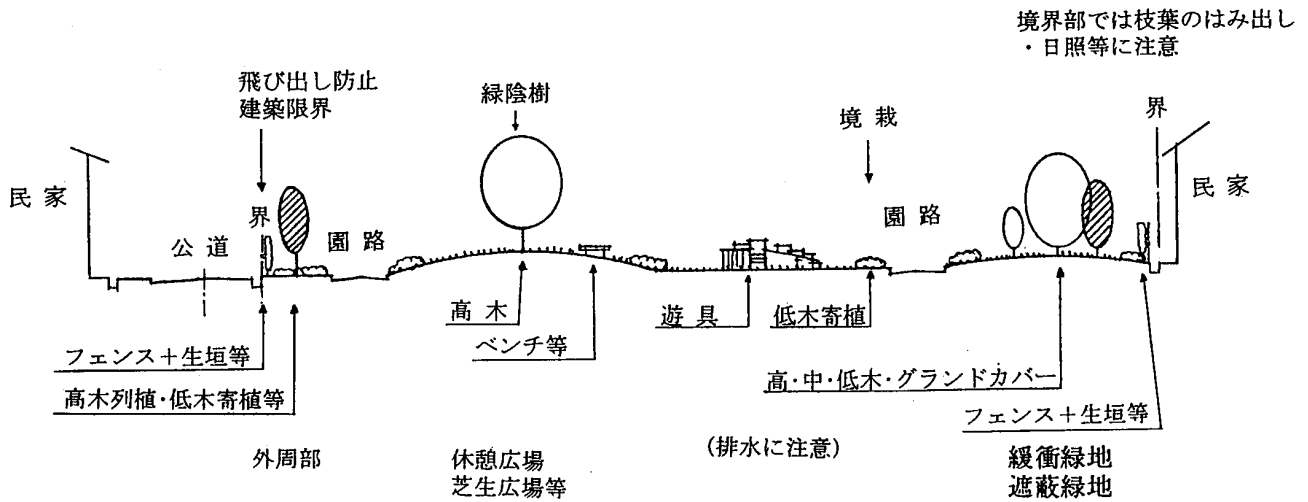 境界部では枝葉のはみ出し
・日照等に注意
飛び出し防止
建築限界
緑陰樹
境栽
界
民家
界
公道
園路
園路
民家
高木
ベンチ等
遊具
低木寄植
フェンス＋生垣等
高木列植・低木寄植等
高・中・低木・グランドカバー
フェンス＋生垣等
外周部
休憩広場
芝生広場等
(排水に注意)
緩衝緑地
遮蔽緑地